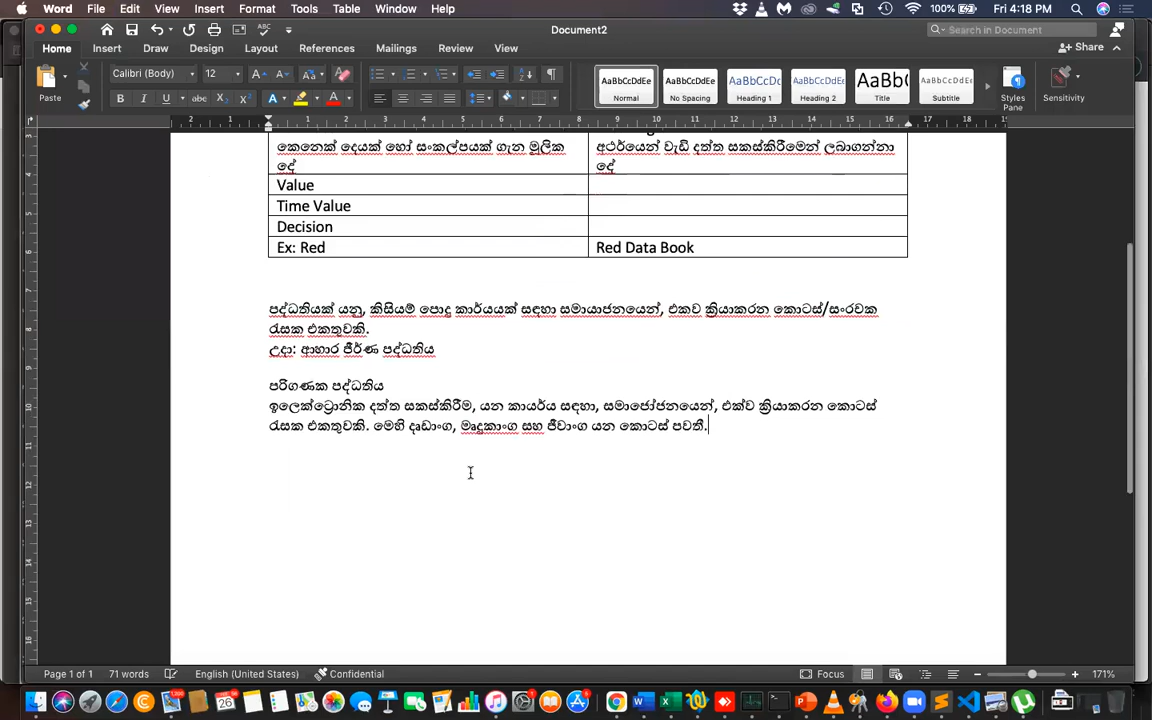 Word File Edit View Insert Format Tools Table Window Help 100% Fri 4:18 PM
Document2 Search in Document
Home Insert Draw Design Layout References Mailings Review View Share
Paste Calibri (Body) 12 AaBbCcDdEe Normal AaBbCcDdEe No Spacing AaBbCcDc Heading 1 AaBbCcDdEe Heading 2 AaBbC Title AaBbCcDdEe Subtitle Styles Pane Sensitivity
කෙනෙක් දෙයක් හෝ සංකල්පයක් ගැන මූලික අර්ථයෙන් වැඩි දත්ත සකස්කිරීමෙන් ලබාගන්නා
දේ දේ
Value
Time Value
Decision
Ex: Red Red Data Book
පද්ධතියක් යනු, කිසියම් පොදු කාර්යයක් සඳහා සමායාජනයෙන්, එකව ක්‍රියාකරන කොටස්/සංරචක
රැසක එකතුවකි.
උදා: ආහාර ජීර්ණ පද්ධතිය
පරිගණක පද්ධතිය
ඉලෙක්ට්‍රොනික දත්ත සකස්කිරීම, යන කාර්යය සඳහා, සමාජෝජනයෙන්, එක්ව ක්‍රියාකරන කොටස්
රැසක එකතුවකි. මෙහි දෘඩාංග, මෘදුකාංග සහ ජීවාංග යන කොටස් පවතී.
Page 1 of 1 71 words English (United States) Confidential Focus 171%